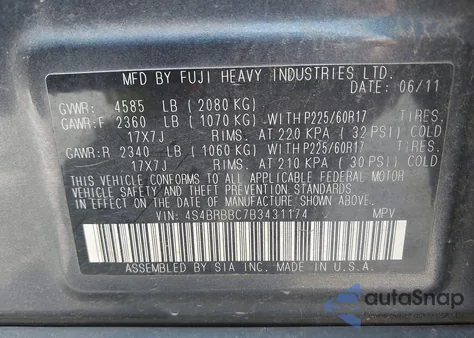 MFD BY FUJI HEAVY INDUSTRIES LTD.
DATE: 06/11
GVWR: 4585 LB (2080 KG)
GAWR:F 2360 LB (1070 KG) WITH P225/60R17 TIRES,
17X7J RIMS, AT 220 KPA (32 PSI) COLD
GAWR:R 2340 LB (1060 KG) WITH P225/60R17 TIRES,
17X7J RIMS, AT 210 KPA (30 PSI) COLD
THIS VEHICLE CONFORMS TO ALL APPLICABLE FEDERAL MOTOR
VEHICLE SAFETY AND THEFT PREVENTION STANDARDS
IN EFFECT ON THE DATE OF MANUFACTURE SHOWN ABOVE.
VIN: 4S4BRBBC7B3431174 MPV
ASSEMBLED BY SIA INC. MADE IN U.S.A.
autoSnap